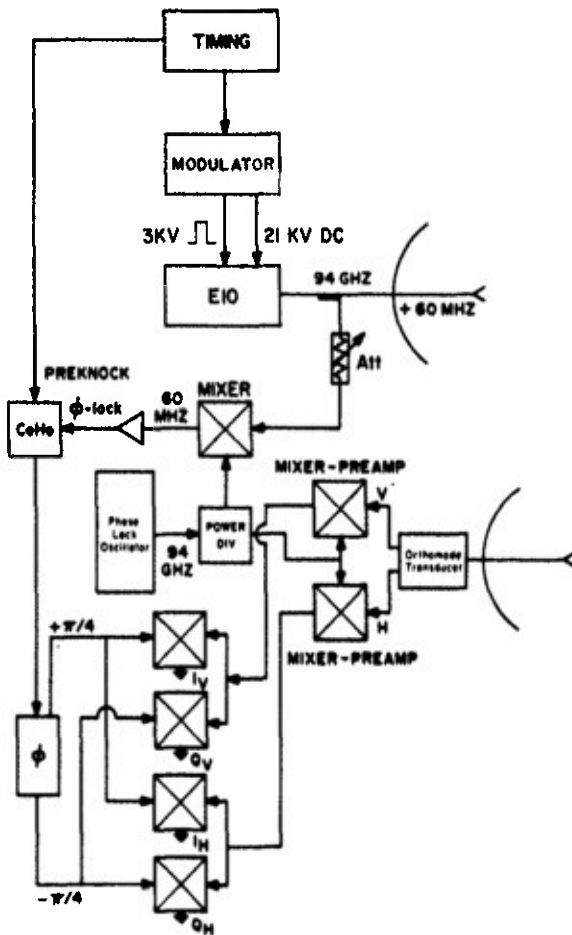 TIMING
MODULATOR
3KV
21 KV DC
EIO
94 GHZ
+ 60 MHZ
Att
PREKNOCK
MIXER
60
MHZ
ϕ-lock
CoHo
MIXER-PREAMP
V
Phase
Lock
Oscillator
POWER
DIV
94
GHZ
Orthomode
Transducer
H
MIXER-PREAMP
+π/4
I_V
Q_V
ϕ
I_H
-π/4
Q_H